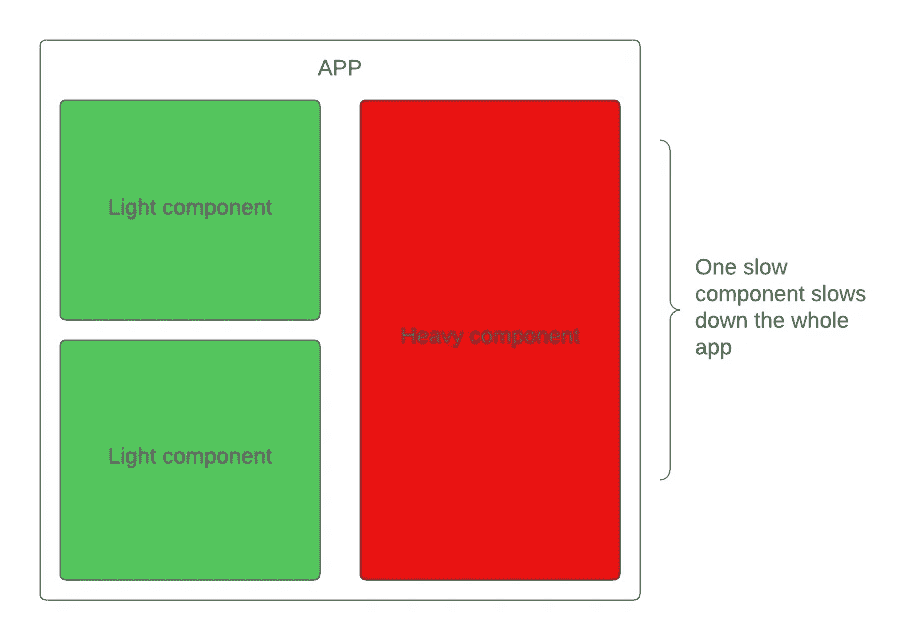 APP
Light component
Heavy component
Light component
One slow
component slows
down the whole
app